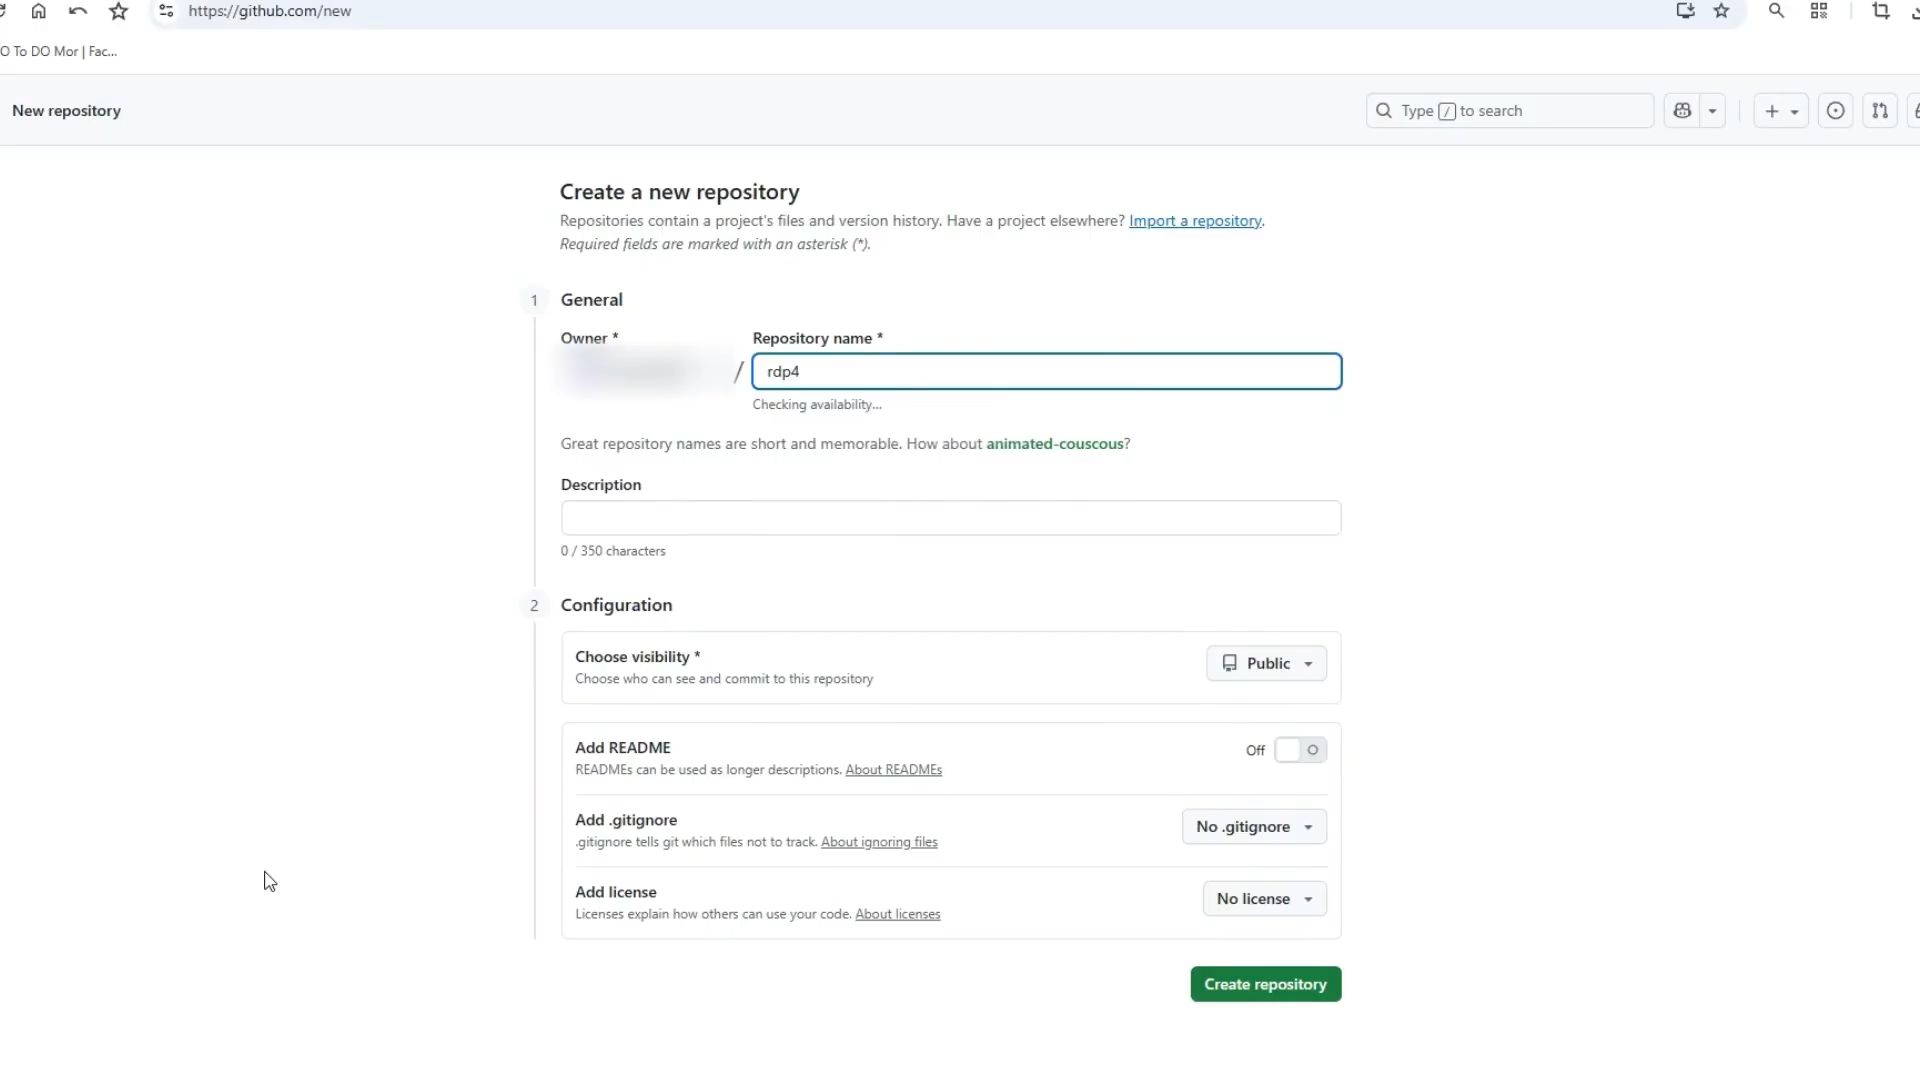 https://github.com/new
O To DO Mor | Fac...
New repository
Type / to search
Create a new repository
Repositories contain a project's files and version history. Have a project elsewhere? Import a repository.
Required fields are marked with an asterisk (*).
1 General
Owner * Repository name *
/ rdp4
Checking availability...
Great repository names are short and memorable. How about animated-couscous?
Description
0 / 350 characters
2 Configuration
Choose visibility *
Choose who can see and commit to this repository
Public
Add README
READMEs can be used as longer descriptions. About READMEs
Off
Add .gitignore
.gitignore tells git which files not to track. About ignoring files
No .gitignore
Add license
Licenses explain how others can use your code. About licenses
No license
Create repository